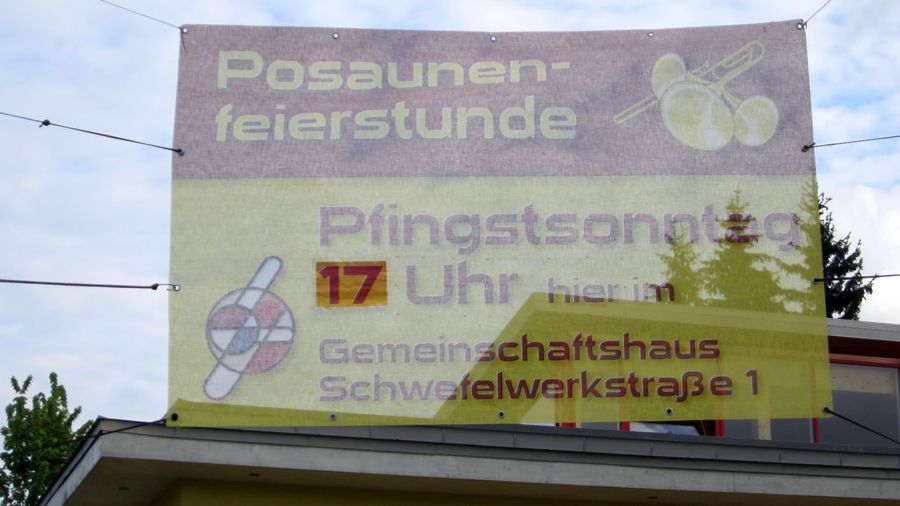 Posaunen-
feierstunde
Pfingstsonntag
17 Uhr hier im
Gemeinschaftshaus
Schwefelwerkstraße 1